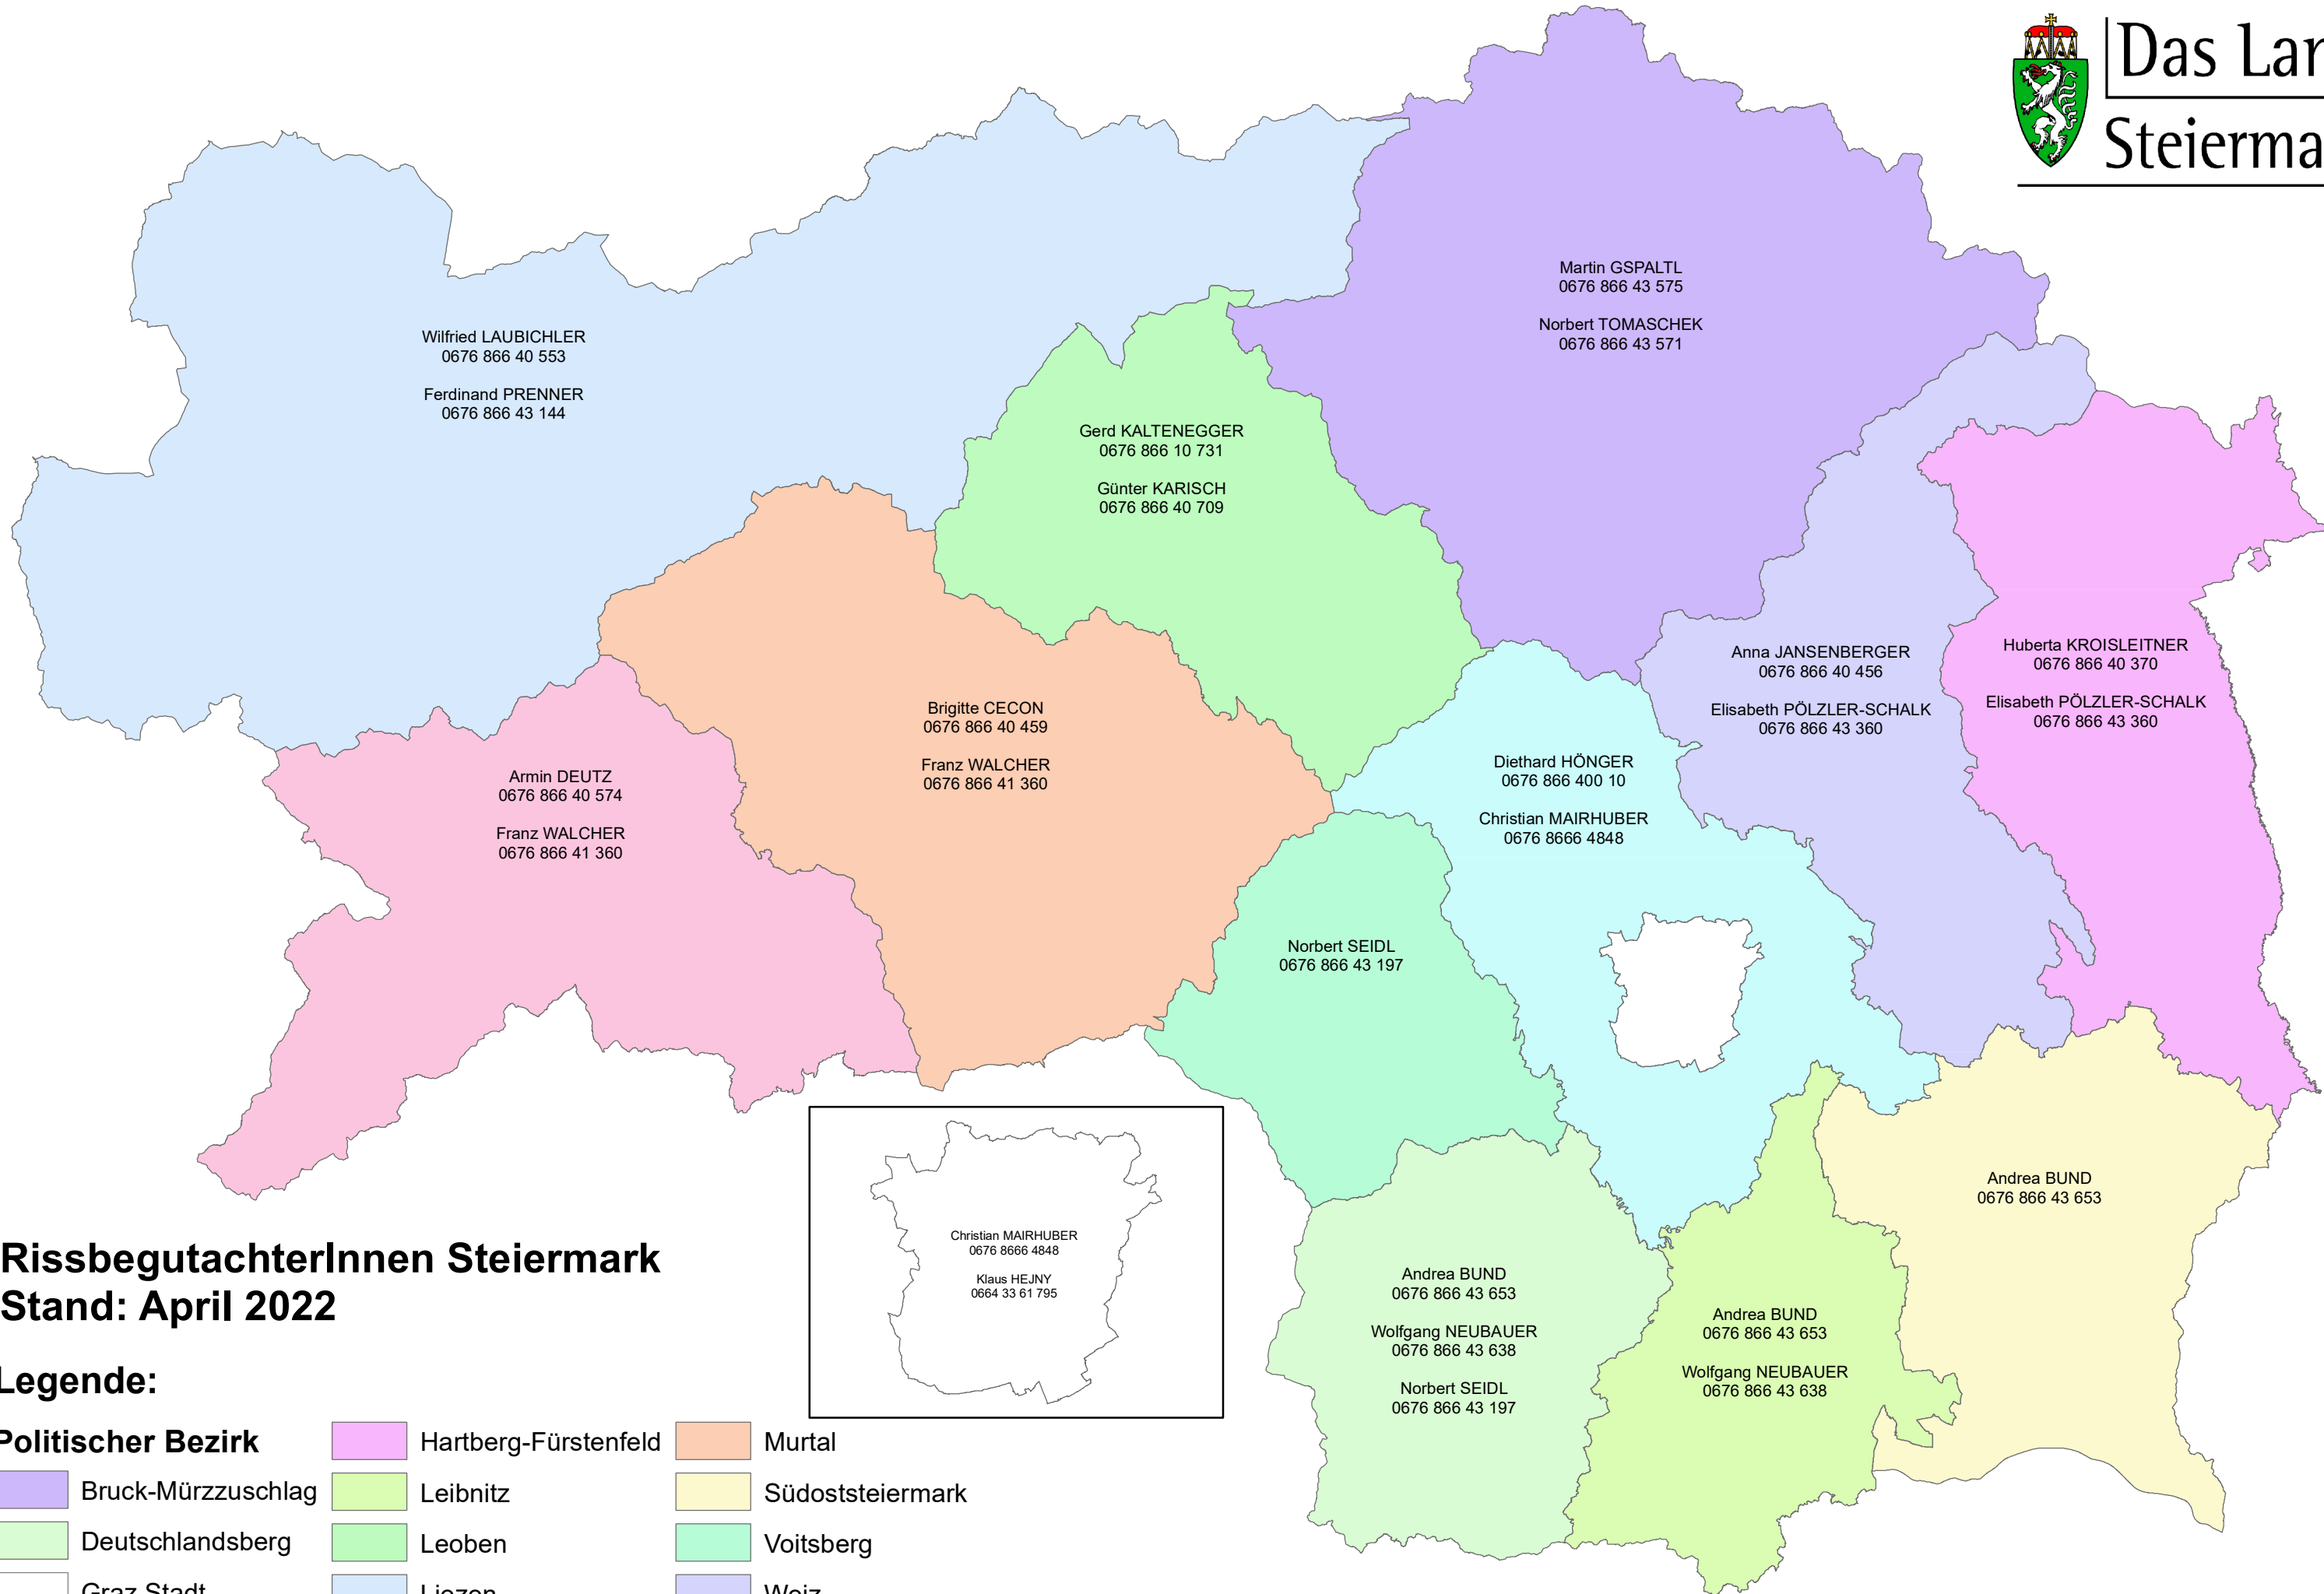 Das Lan
Steierma
Martin GSPALTL
0676 866 43 575
Norbert TOMASCHEK
0676 866 43 571
Wilfried LAUBICHLER
0676 866 40 553
Ferdinand PRENNER
0676 866 43 144
Gerd KALTENEGGER
0676 866 10 731
Günter KARISCH
0676 866 40 709
Anna JANSENBERGER
0676 866 40 456
Elisabeth PÖLZLER-SCHALK
0676 866 43 360
Huberta KROISLEITNER
0676 866 40 370
Elisabeth PÖLZLER-SCHALK
0676 866 43 360
Brigitte CECON
0676 866 40 459
Franz WALCHER
0676 866 41 360
Armin DEUTZ
0676 866 40 574
Franz WALCHER
0676 866 41 360
Diethard HÖNGER
0676 866 400 10
Christian MAIRHUBER
0676 8666 4848
Norbert SEIDL
0676 866 43 197
Andrea BUND
0676 866 43 653
Christian MAIRHUBER
0676 8666 4848
Klaus HEJNY
0664 33 61 795
Andrea BUND
0676 866 43 653
Wolfgang NEUBAUER
0676 866 43 638
Norbert SEIDL
0676 866 43 197
Andrea BUND
0676 866 43 653
Wolfgang NEUBAUER
0676 866 43 638
RissbegutachterInnen Steiermark
Stand: April 2022
Legende:
Politischer Bezirk
Bruck-Mürzzuschlag
Deutschlandsberg
Graz Stadt
Hartberg-Fürstenfeld
Leibnitz
Leoben
Liezen
Murtal
Südoststeiermark
Voitsberg
Weiz